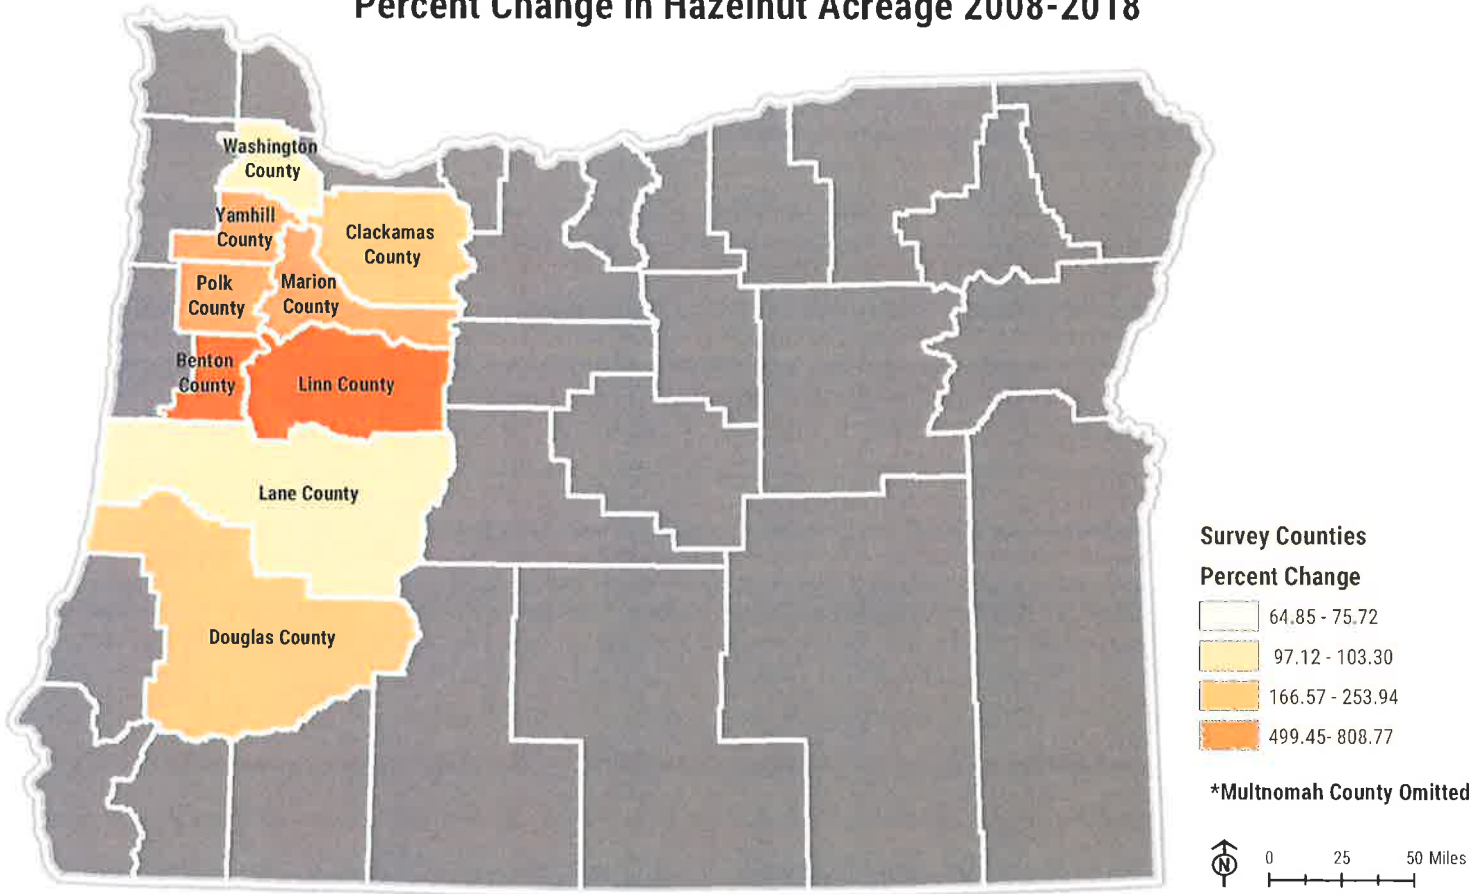 Percent Change in Hazelnut Acreage 2008-2018
Washington
County
Yamhill
County
Clackamas
County
Polk
County
Marion
County
Benton
County
Linn County
Lane County
Douglas County
Survey Counties
Percent Change
64.85 - 75.72
97.12 - 103.30
166.57 - 253.94
499.45- 808.77
*Multnomah County Omitted
N
0 25 50 Miles